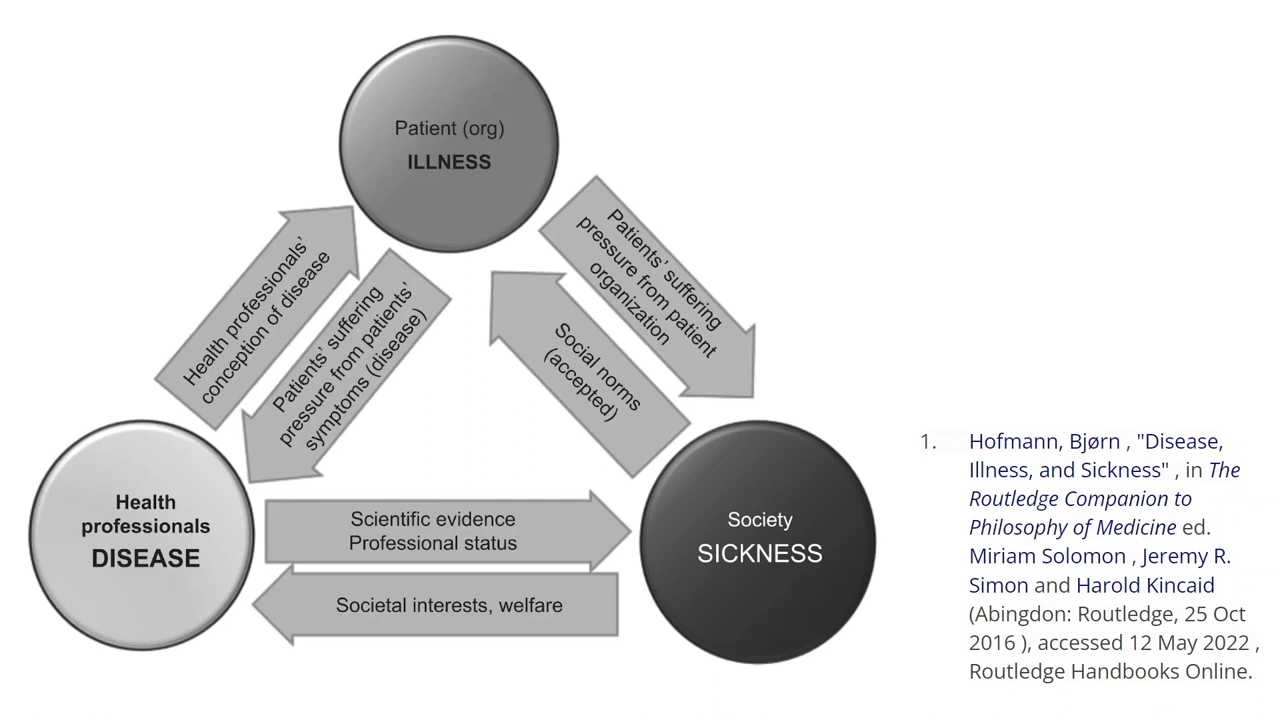 Patient (org)
ILLNESS
Health professionals'
conception of disease
Patients' suffering
pressure from patients'
symptoms (disease)
Patients' suffering
pressure from patient
organization
Social norms
(accepted)
Health
professionals
DISEASE
Scientific evidence
Professional status
Societal interests, welfare
Society
SICKNESS
1. Hofmann, Bjørn , "Disease,
Illness, and Sickness" , in The
Routledge Companion to
Philosophy of Medicine ed.
Miriam Solomon , Jeremy R.
Simon and Harold Kincaid
(Abingdon: Routledge, 25 Oct
2016 ), accessed 12 May 2022 ,
Routledge Handbooks Online.